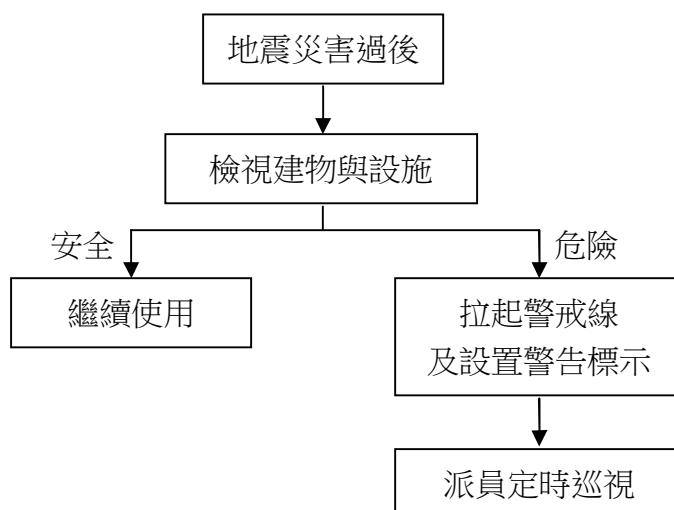 地震災害過後
檢視建物與設施
安全
危險
繼續使用
拉起警戒線
及設置警告標示
派員定時巡視